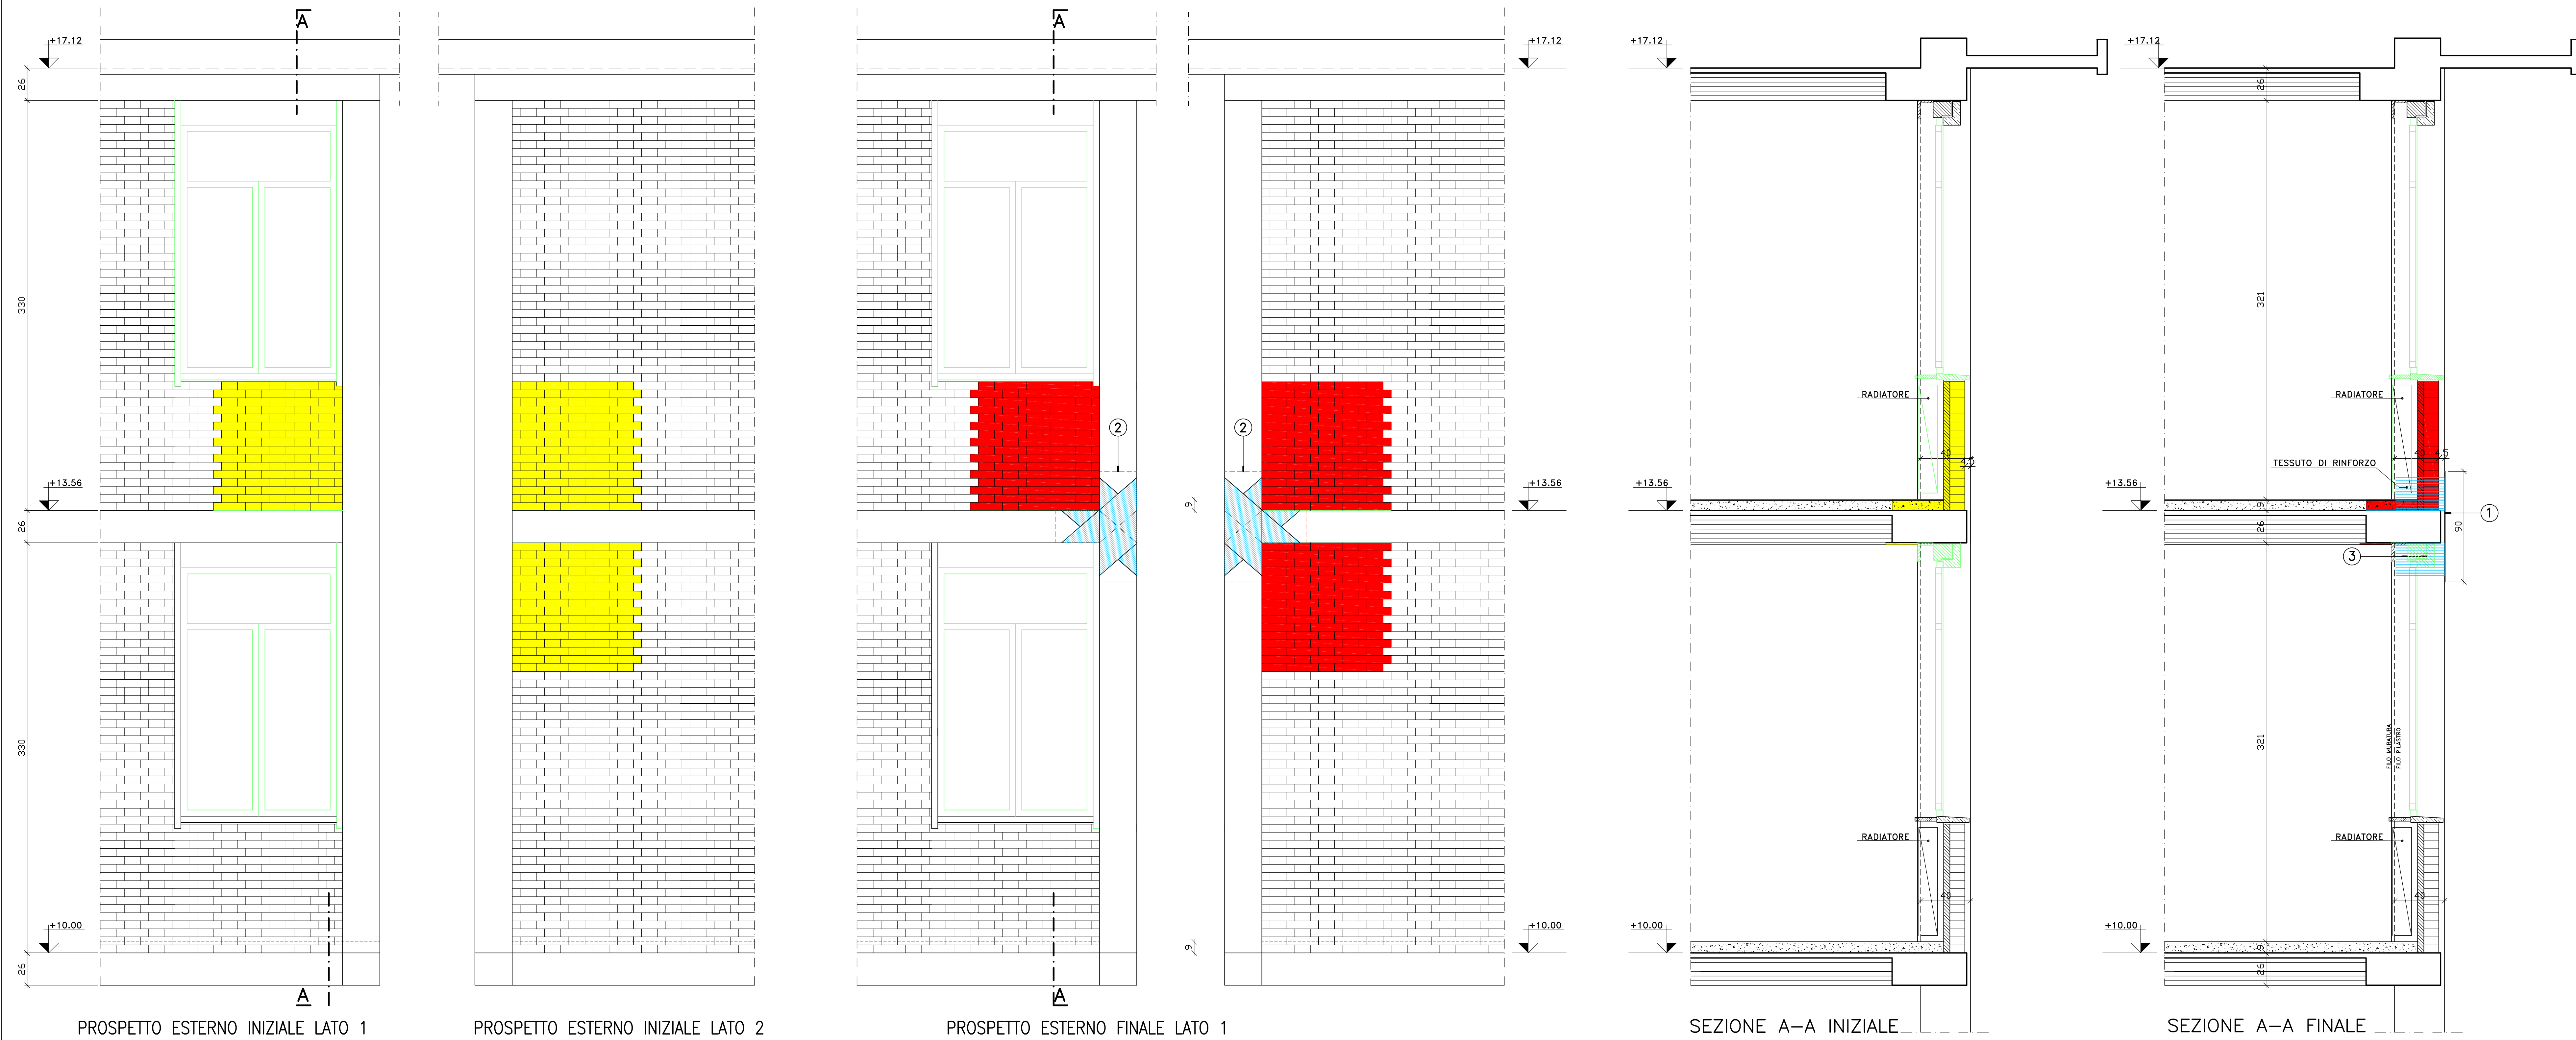 A
A
+17.12
+17.12
+17.12
+17.12
26
26
330
321
RADIATORE
RADIATORE
2
2
40
4.5
40
4.5
TESSUTO DI RINFORZO
+13.56
+13.56
+13.56
+13.56
9
9
1
26
26
90
3
330
321
FILO MURATURA
FILO PILASTRO
RADIATORE
RADIATORE
40
40
+10.00
+10.00
+10.00
+10.00
9
9
26
26
A
A
PROSPETTO ESTERNO INIZIALE LATO 1
PROSPETTO ESTERNO INIZIALE LATO 2
PROSPETTO ESTERNO FINALE LATO 1
SEZIONE A-A INIZIALE
SEZIONE A-A FINALE